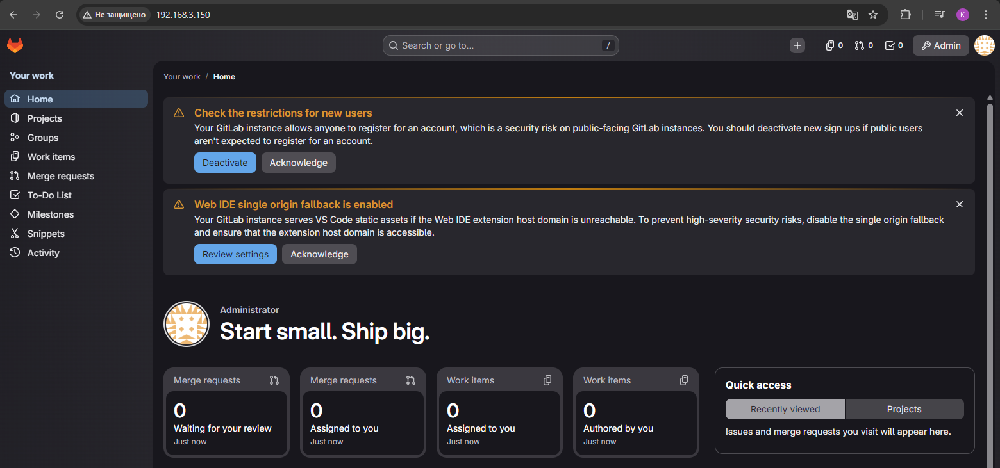 Не защищено
192.168.3.150
K
Search or go to...
/
0
0
0
Admin
Your work
Home
Projects
Groups
Work items
Merge requests
To-Do List
Milestones
Snippets
Activity
Your work / Home
Check the restrictions for new users
Your GitLab instance allows anyone to register for an account, which is a security risk on public-facing GitLab instances. You should deactivate new sign ups if public users
aren't expected to register for an account.
Deactivate
Acknowledge
Web IDE single origin fallback is enabled
Your GitLab instance serves VS Code static assets if the Web IDE extension host domain is unreachable. To prevent high-severity security risks, disable the single origin fallback
and ensure that the extension host domain is accessible.
Review settings
Acknowledge
Administrator
Start small. Ship big.
Merge requests
0
Waiting for your review
Just now
Merge requests
0
Assigned to you
Just now
Work items
0
Assigned to you
Just now
Work items
0
Authored by you
Just now
Quick access
Recently viewed
Projects
Issues and merge requests you visit will appear here.